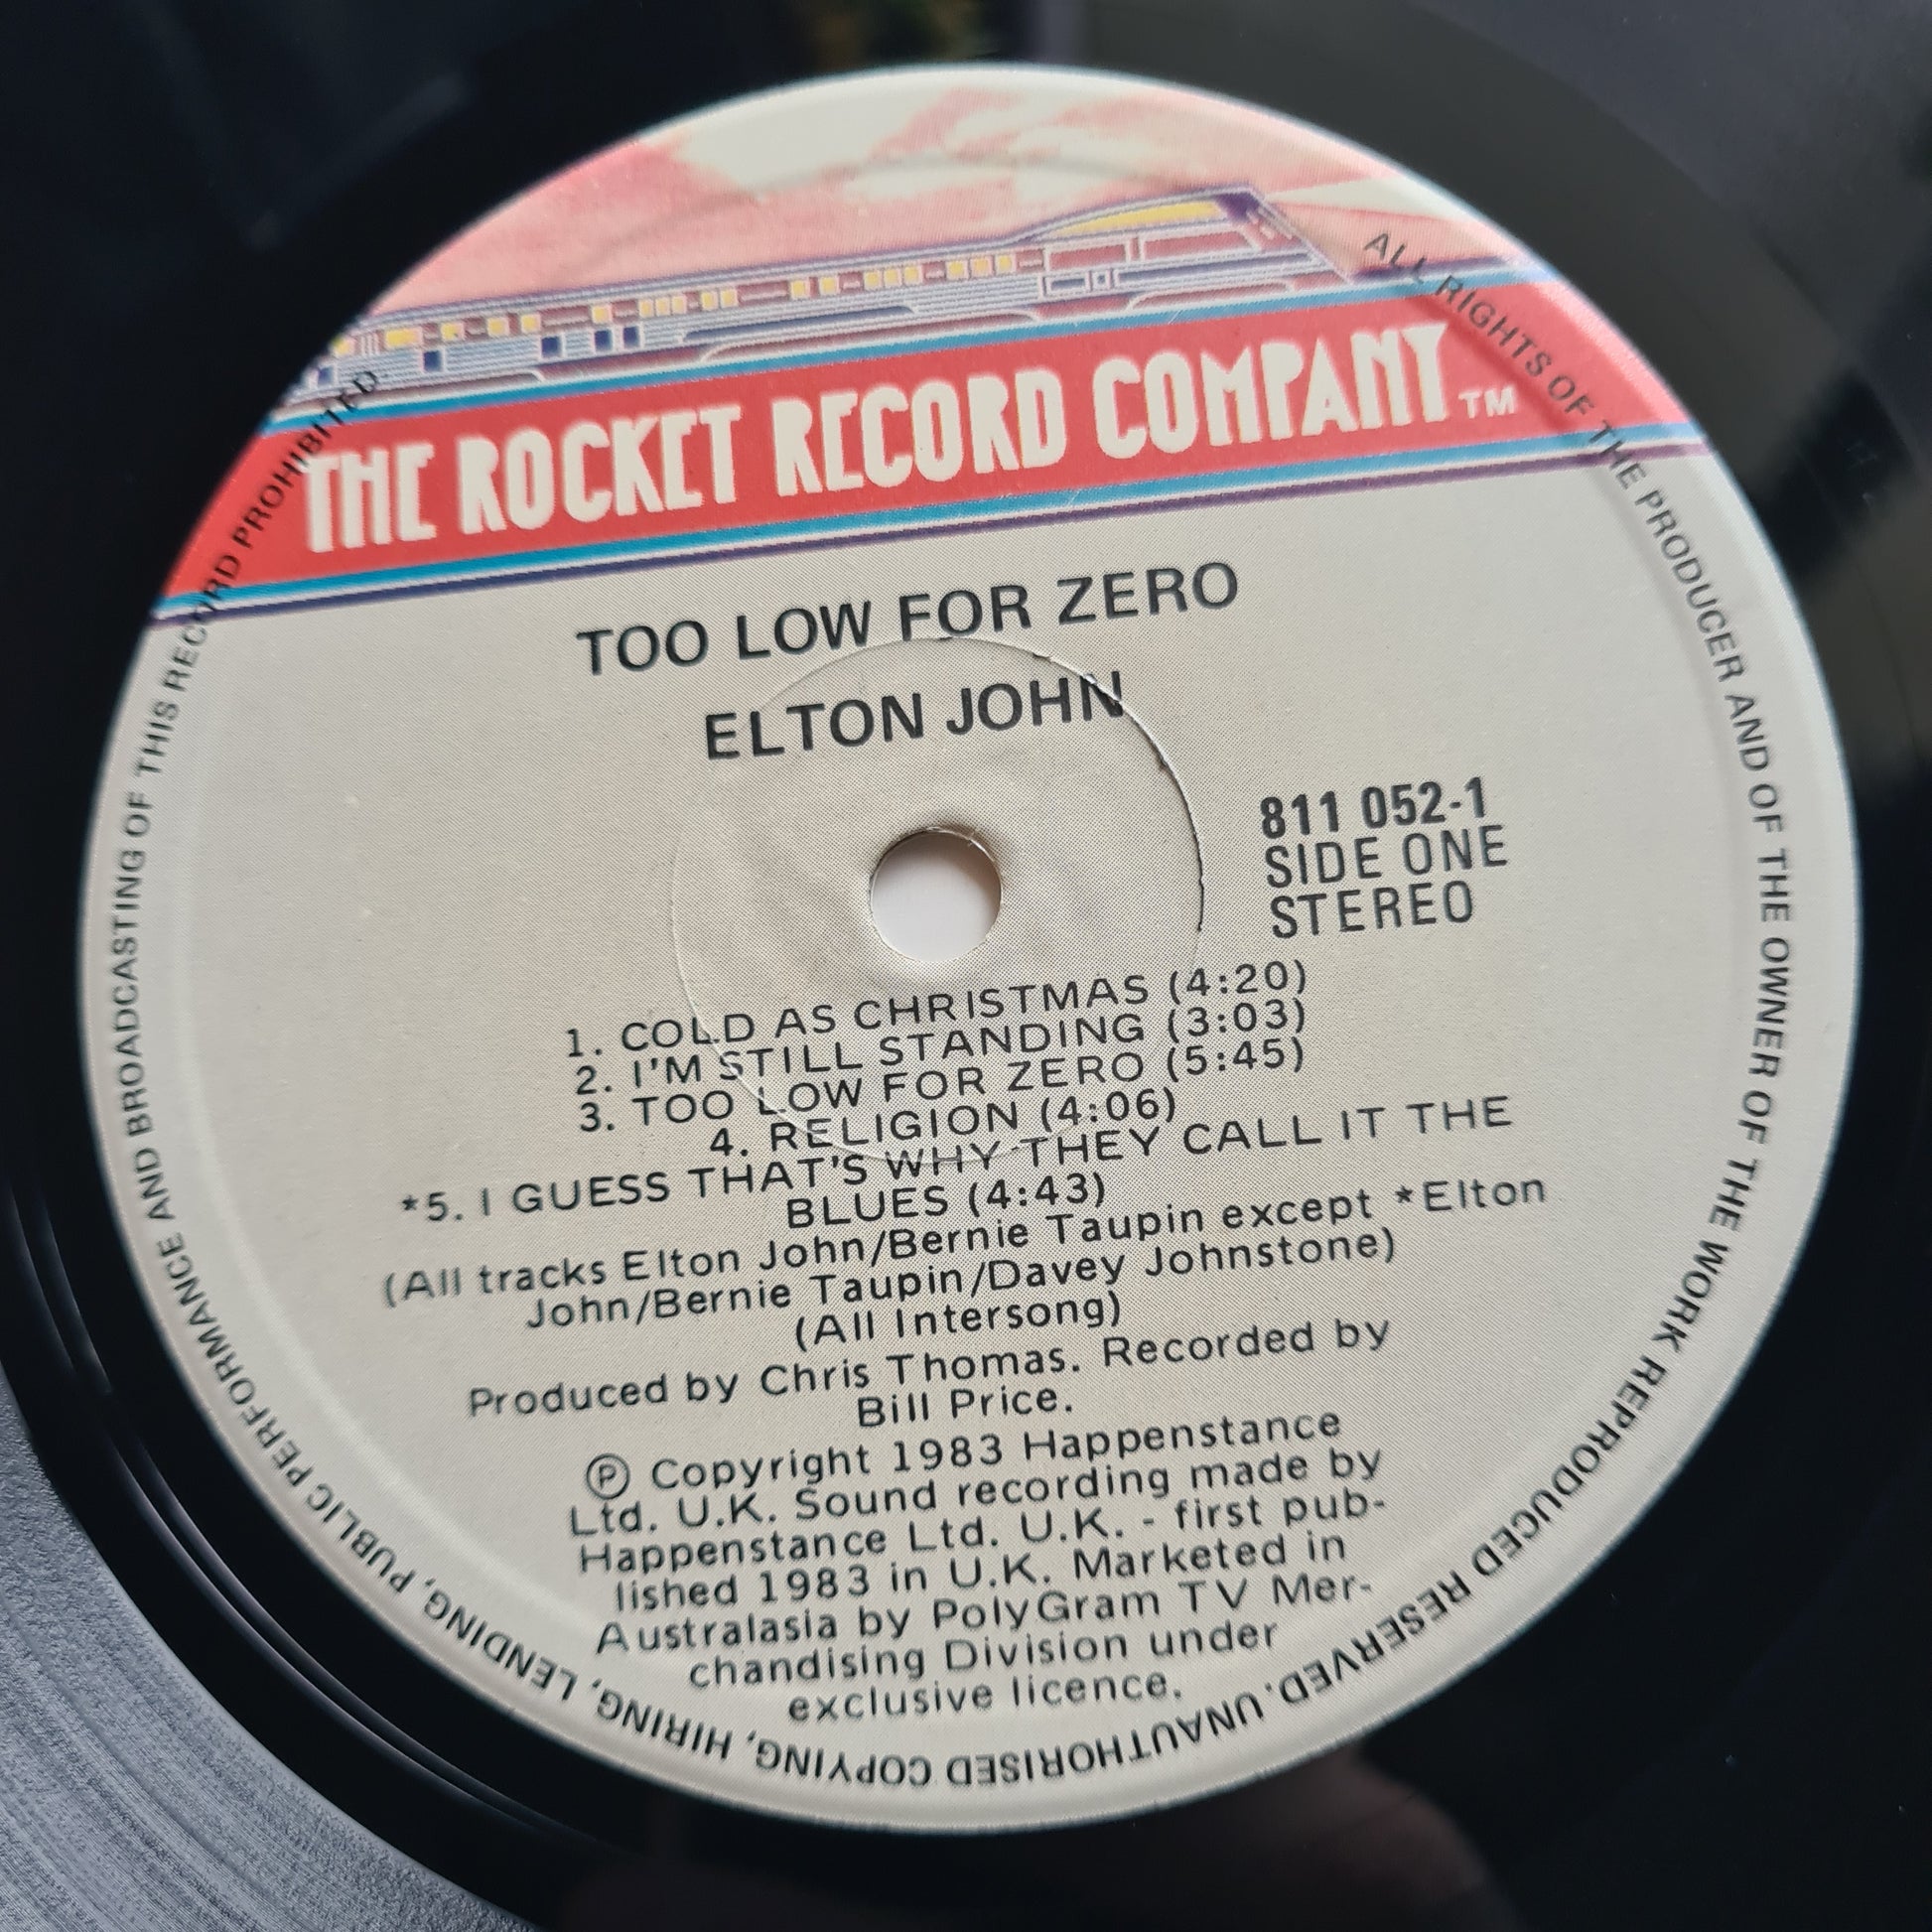 THE ROCKET RECORD COMPANY TM
TOO LOW FOR ZERO
ELTON JOHN
811 052-1
SIDE ONE
STEREO
1. COLD AS CHRISTMAS (4:20)
2. I'M STILL STANDING (3:03)
3. TOO LOW FOR ZERO (5:45)
4. RELIGION (4:06)
*5. I GUESS THAT'S WHY THEY CALL IT THE
BLUES (4:43)
(All tracks Elton John/Bernie Taupin except *Elton
John/Bernie Taupin/Davey Johnstone)
(All Intersong)
Produced by Chris Thomas. Recorded by
Bill Price.
Ⓟ Copyright 1983 Happenstance
Ltd. U.K. Sound recording made by
Happenstance Ltd. U.K. - first pub-
lished 1983 in U.K. Marketed in
Australasia by PolyGram TV Mer-
chandising Division under
exclusive licence.
ALL RIGHTS OF THE PRODUCER AND OF THE OWNER OF THE WORK REPRODUCED RESERVED. UNAUTHORISED COPYING, HIRING, LENDING, PUBLIC PERFORMANCE AND BROADCASTING OF THIS RECORD PROHIBITED.